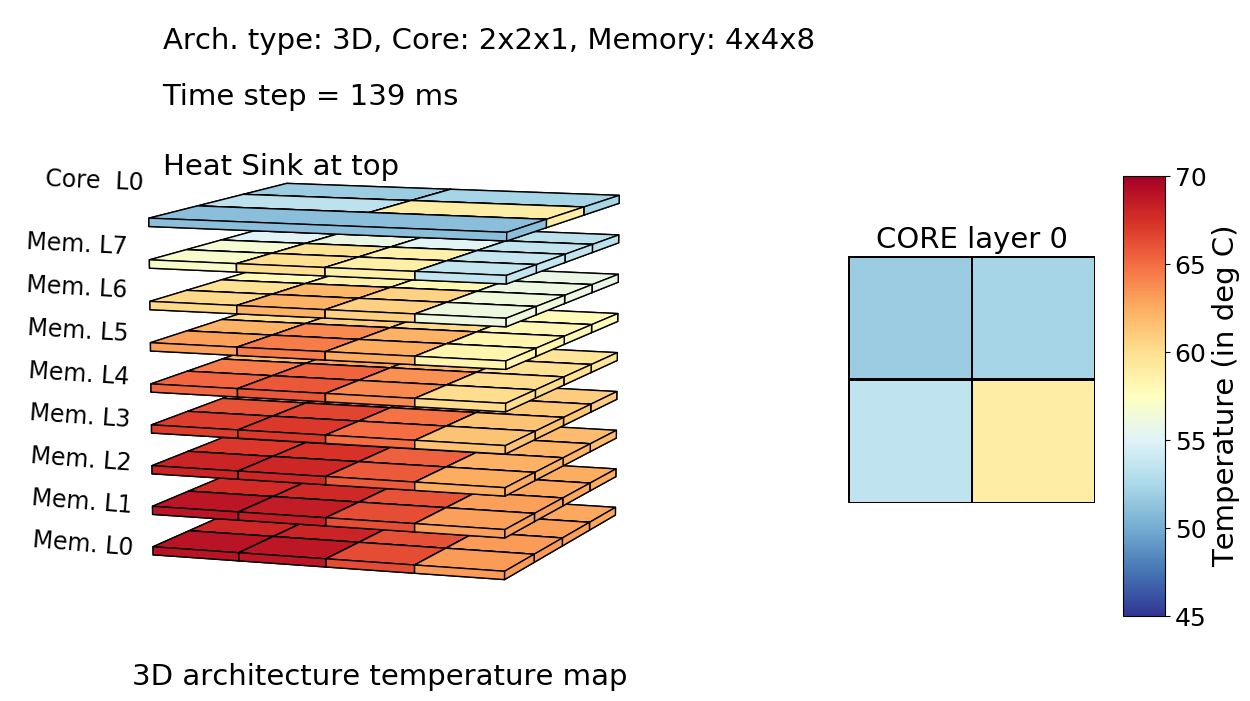 Arch. type: 3D, Core: 2x2x1, Memory: 4x4x8
Time step = 139 ms
Heat Sink at top
Core  L0
Mem. L7
Mem. L6
Mem. L5
Mem. L4
Mem. L3
Mem. L2
Mem. L1
Mem. L0
3D architecture temperature map
CORE layer 0
70
65
60
55
50
45
Temperature (in deg C)